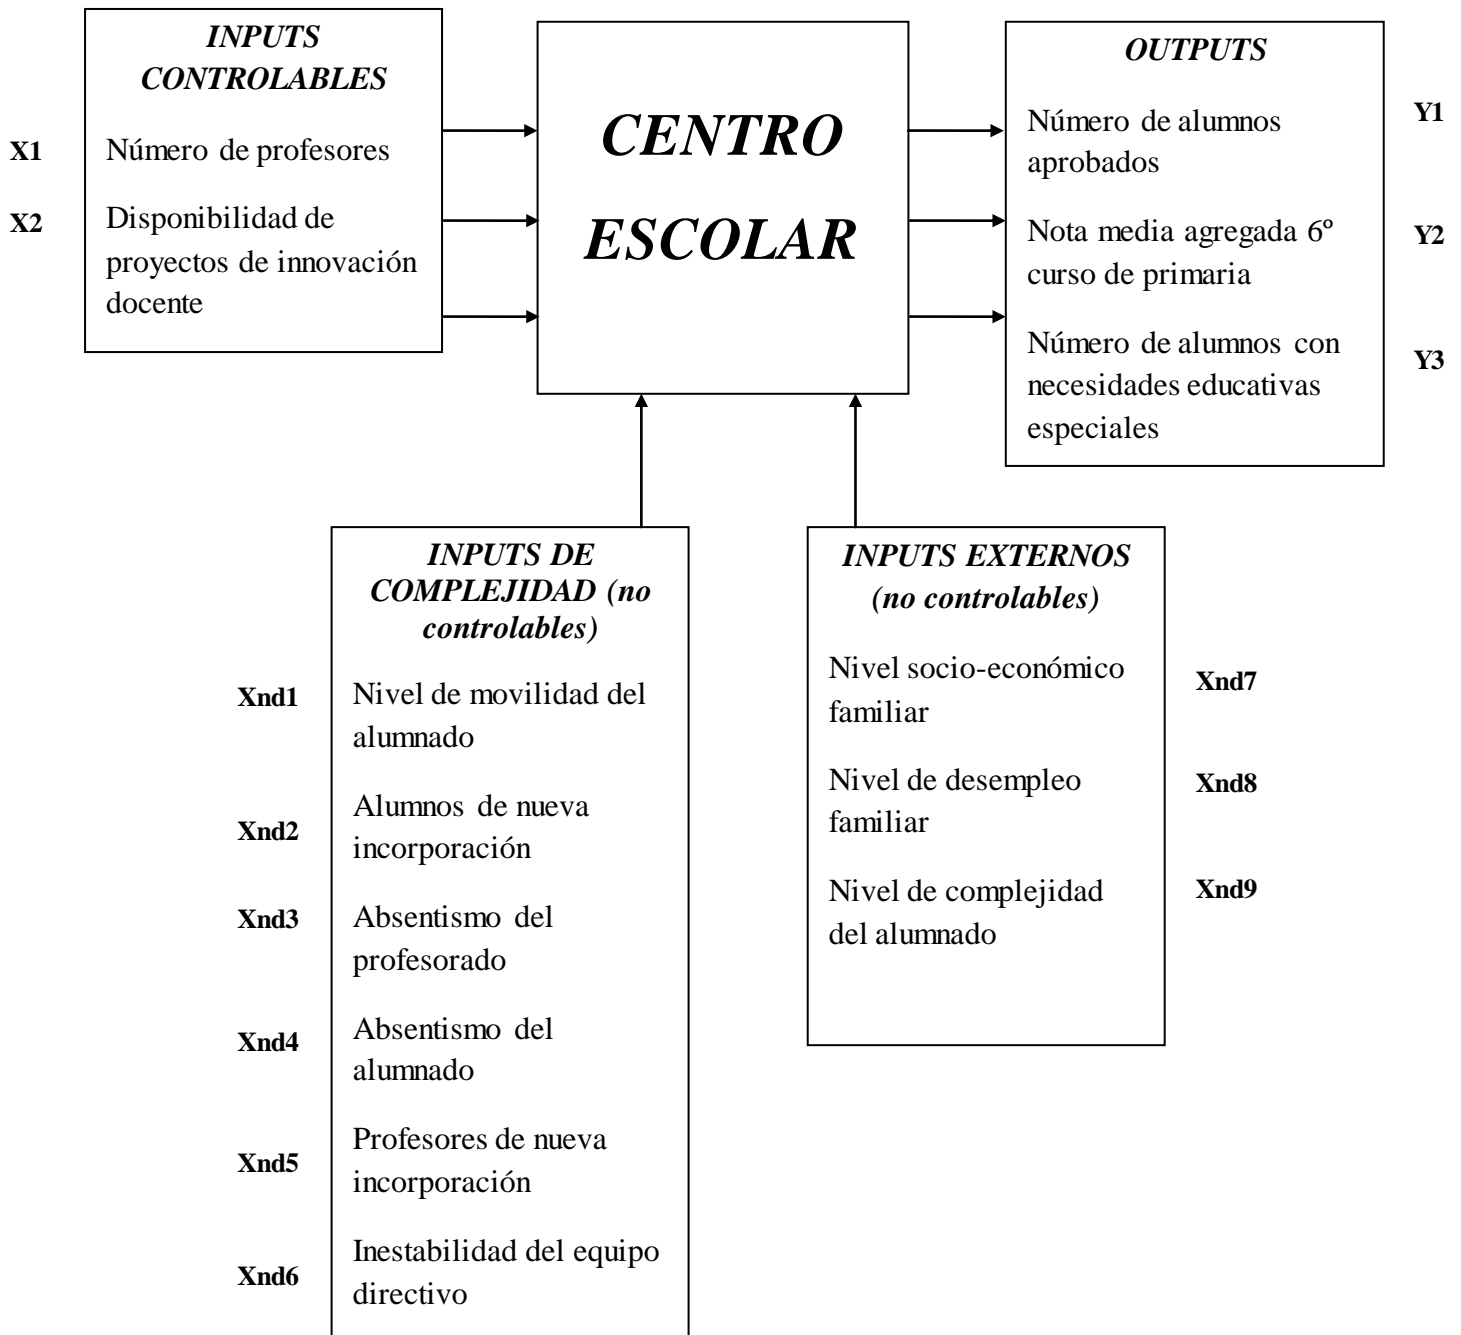 INPUTS
CONTROLABLES
X1 Número de profesores
X2 Disponibilidad de
proyectos de innovación
docente
CENTRO
ESCOLAR
OUTPUTS
Número de alumnos Y1
aprobados
Nota media agregada 6º Y2
curso de primaria
Número de alumnos con Y3
necesidades educativas
especiales
INPUTS DE
COMPLEJIDAD (no
controlables)
Xnd1 Nivel de movilidad del
alumnado
Xnd2 Alumnos de nueva
incorporación
Xnd3 Absentismo del
profesorado
Xnd4 Absentismo del
alumnado
Xnd5 Profesores de nueva
incorporación
Xnd6 Inestabilidad del equipo
directivo
INPUTS EXTERNOS
(no controlables)
Nivel socio-económico Xnd7
familiar
Nivel de desempleo Xnd8
familiar
Nivel de complejidad Xnd9
del alumnado